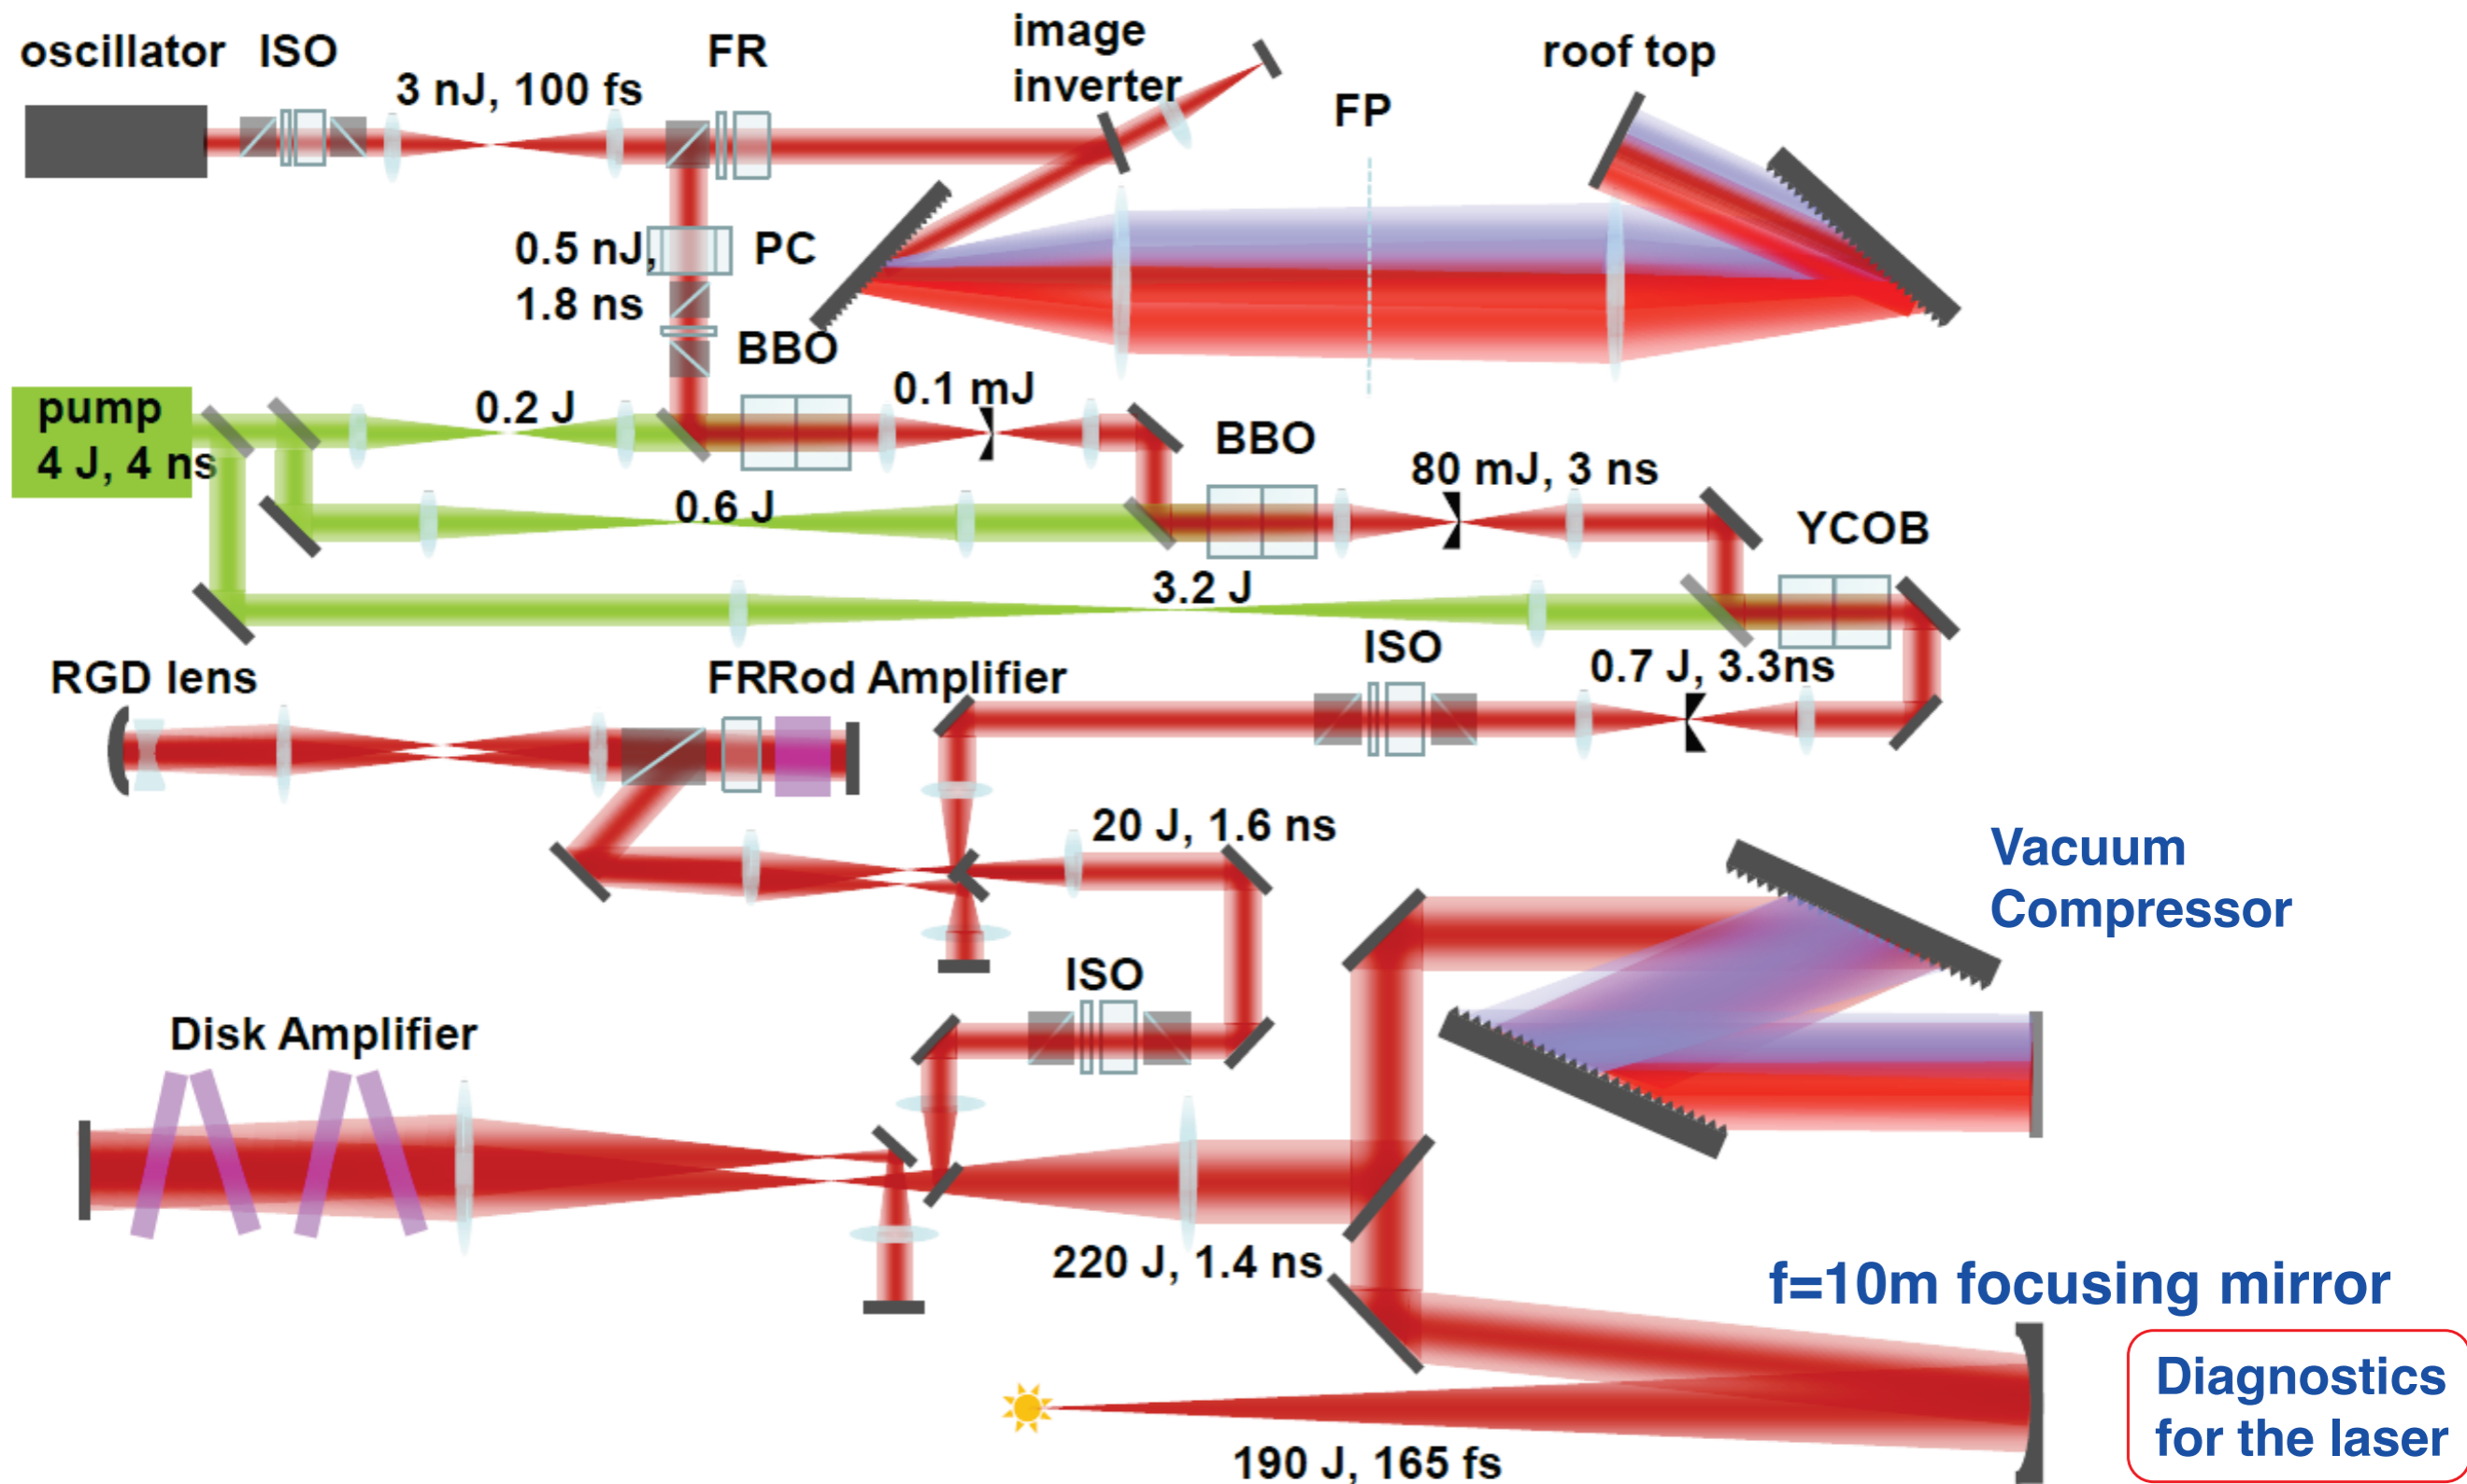 oscillator
ISO
3 nJ, 100 fs
FR
image
inverter
FP
roof top
0.5 nJ,
1.8 ns
PC
BBO
pump
4 J, 4 ns
0.2 J
0.1 mJ
BBO
80 mJ, 3 ns
0.6 J
YCOB
3.2 J
ISO
0.7 J, 3.3ns
RGD lens
FR
Rod Amplifier
20 J, 1.6 ns
Vacuum
Compressor
ISO
Disk Amplifier
220 J, 1.4 ns
f=10m focusing mirror
Diagnostics
for the laser
190 J, 165 fs